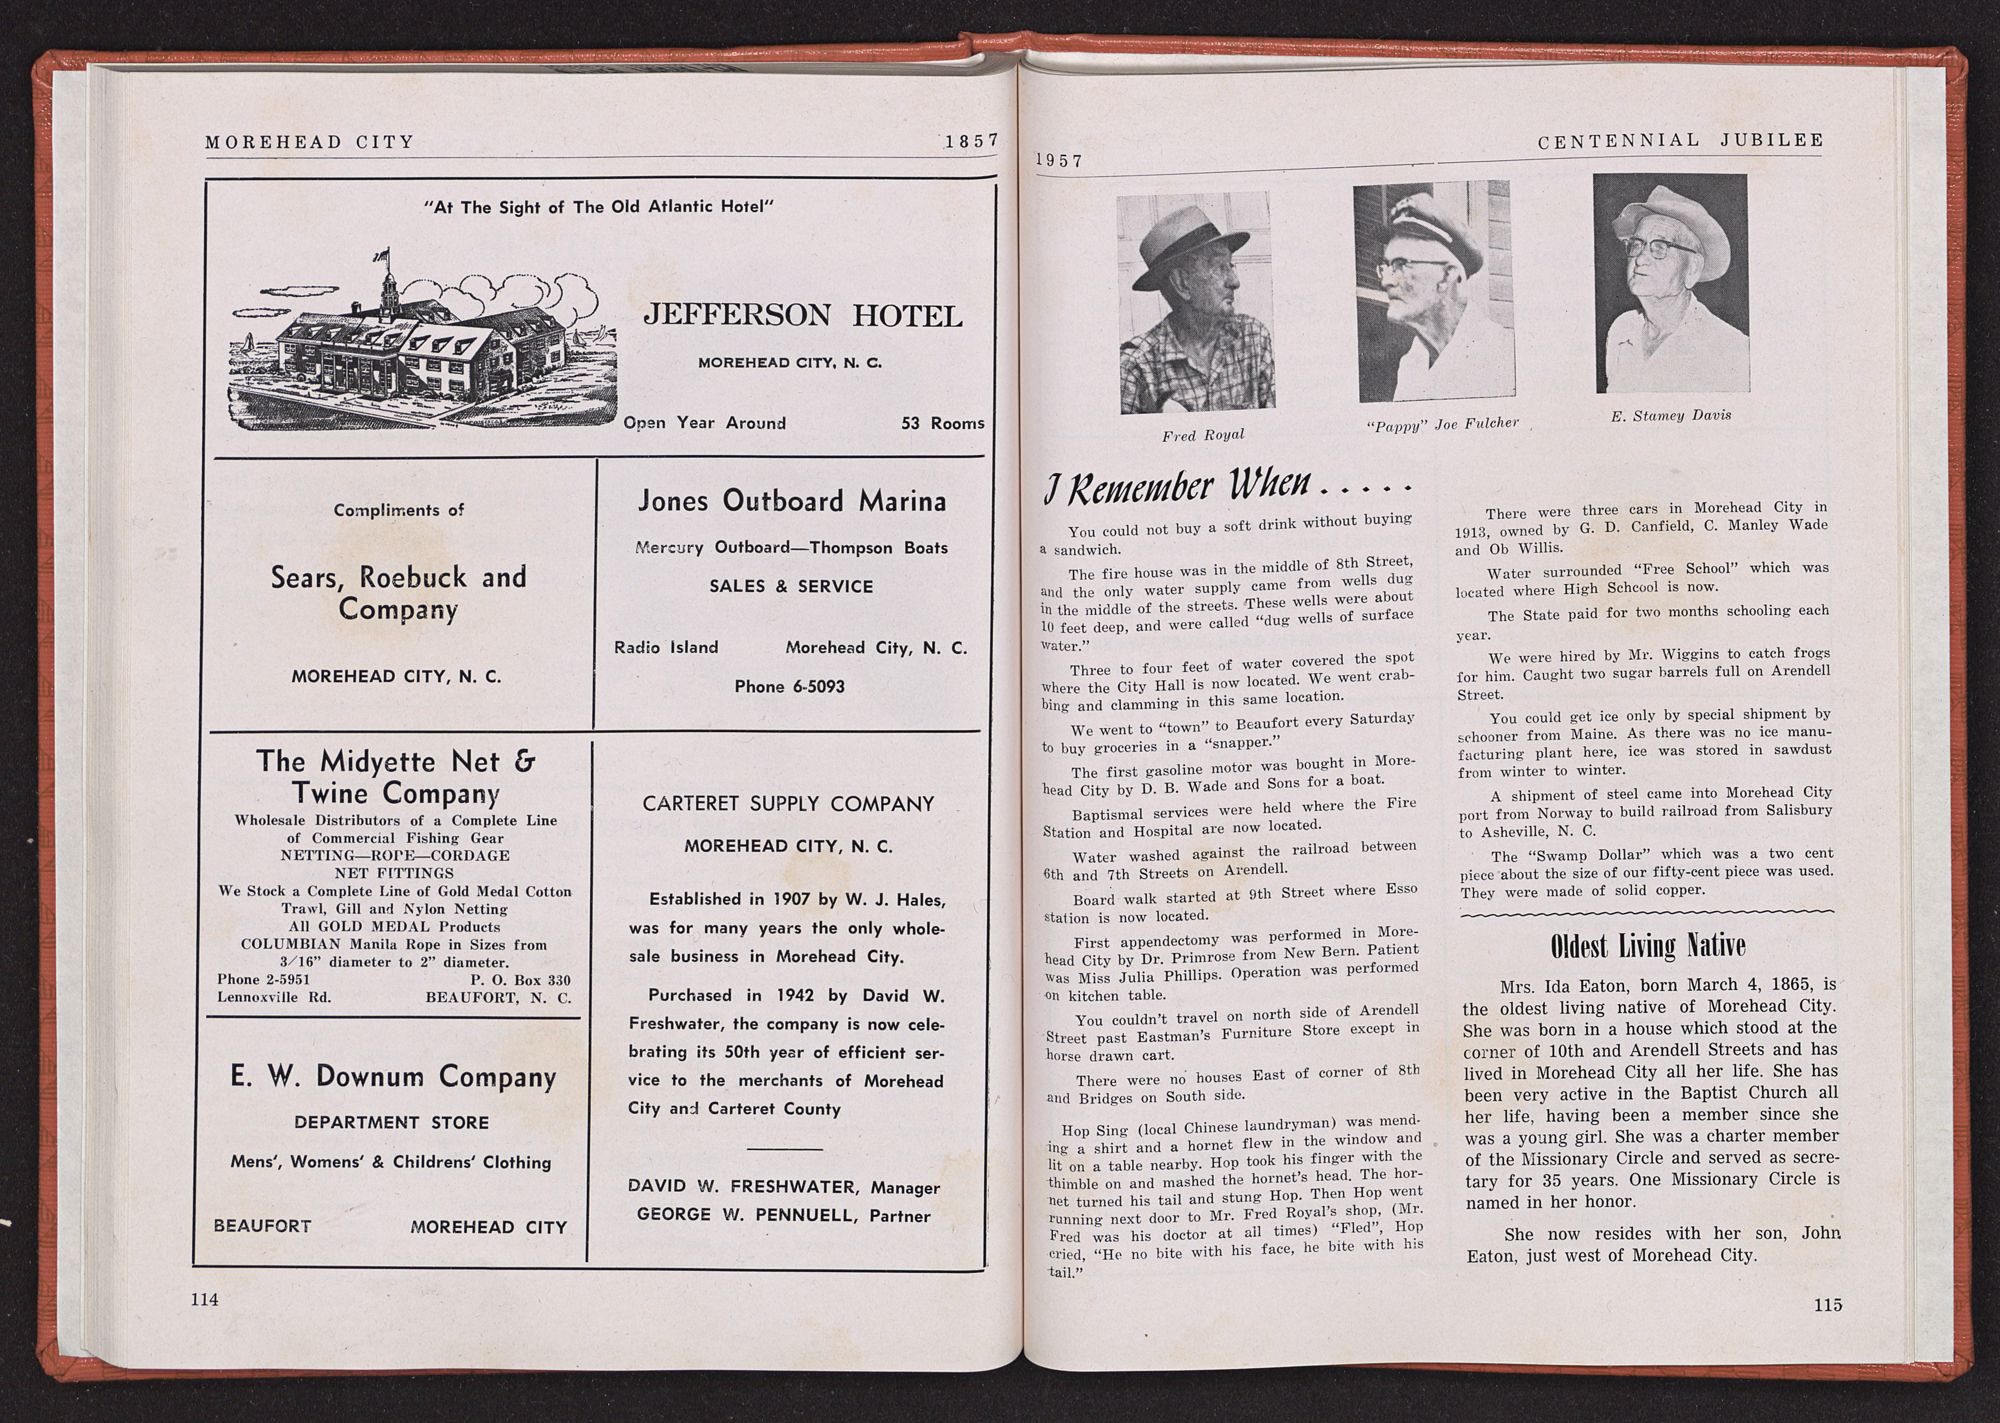 MOREHEAD CITY 1857
"At The Sight of The Old Atlantic Hotel"
JEFFERSON HOTEL
MOREHEAD CITY, N. C.
Open Year Around 53 Rooms
Compliments of
Sears, Roebuck and
Company
MOREHEAD CITY, N. C.
Jones Outboard Marina
Mercury Outboard—Thompson Boats
SALES & SERVICE
Radio Island Morehead City, N. C.
Phone 6-5093
The Midyette Net &
Twine Company
Wholesale Distributors of a Complete Line
of Commercial Fishing Gear
NETTING—ROPE—CORDAGE
NET FITTINGS
We Stock a Complete Line of Gold Medal Cotton
Trawl, Gill and Nylon Netting
All GOLD MEDAL Products
COLUMBIAN Manila Rope in Sizes from
3/16" diameter to 2" diameter.
Phone 2-5951 P. O. Box 330
Lennoxville Rd. BEAUFORT, N. C.
E. W. Downum Company
DEPARTMENT STORE
Mens', Womens' & Childrens' Clothing
BEAUFORT MOREHEAD CITY
CARTERET SUPPLY COMPANY
MOREHEAD CITY, N. C.
Established in 1907 by W. J. Hales,
was for many years the only whole-
sale business in Morehead City.
Purchased in 1942 by David W.
Freshwater, the company is now cele-
brating its 50th year of efficient ser-
vice to the merchants of Morehead
City and Carteret County
DAVID W. FRESHWATER, Manager
GEORGE W. PENNUELL, Partner
114
1957 CENTENNIAL JUBILEE
Fred Royal
"Pappy" Joe Fulcher
E. Stamey Davis
I Remember When . . . . .
You could not buy a soft drink without buying
a sandwich.
The fire house was in the middle of 8th Street,
and the only water supply came from wells dug
in the middle of the streets. These wells were about
10 feet deep, and were called "dug wells of surface
water."
Three to four feet of water covered the spot
where the City Hall is now located. We went crab-
bing and clamming in this same location.
We went to "town" to Beaufort every Saturday
to buy groceries in a "snapper."
The first gasoline motor was bought in More-
head City by D. B. Wade and Sons for a boat.
Baptismal services were held where the Fire
Station and Hospital are now located.
Water washed against the railroad between
6th and 7th Streets on Arendell.
Board walk started at 9th Street where Esso
station is now located.
First appendectomy was performed in More-
head City by Dr. Primrose from New Bern. Patient
was Miss Julia Phillips. Operation was performed
on kitchen table.
You couldn't travel on north side of Arendell
Street past Eastman's Furniture Store except in
horse drawn cart.
There were no houses East of corner of 8th
and Bridges on South side.
Hop Sing (local Chinese laundryman) was mend-
ing a shirt and a hornet flew in the window and
lit on a table nearby. Hop took his finger with the
thimble on and mashed the hornet's head. The hor-
net turned his tail and stung Hop. Then Hop went
running next door to Mr. Fred Royal's shop, (Mr.
Fred was his doctor at all times) "Fled", Hop
cried, "He no bite with his face, he bite with his
tail."
There were three cars in Morehead City in
1913, owned by G. D. Canfield, C. Manley Wade
and Ob Willis.
Water surrounded "Free School" which was
located where High School is now.
The State paid for two months schooling each
year.
We were hired by Mr. Wiggins to catch frogs
for him. Caught two sugar barrels full on Arendell
Street.
You could get ice only by special shipment by
schooner from Maine. As there was no ice manu-
facturing plant here, ice was stored in sawdust
from winter to winter.
A shipment of steel came into Morehead City
port from Norway to build railroad from Salisbury
to Asheville, N. C.
The "Swamp Dollar" which was a two cent
piece about the size of our fifty-cent piece was used.
They were made of solid copper.
Oldest Living Native
Mrs. Ida Eaton, born March 4, 1865, is
the oldest living native of Morehead City.
She was born in a house which stood at the
corner of 10th and Arendell Streets and has
lived in Morehead City all her life. She has
been very active in the Baptist Church all
her life, having been a member since she
was a young girl. She was a charter member
of the Missionary Circle and served as secre-
tary for 35 years. One Missionary Circle is
named in her honor.
She now resides with her son, John
Eaton, just west of Morehead City.
115